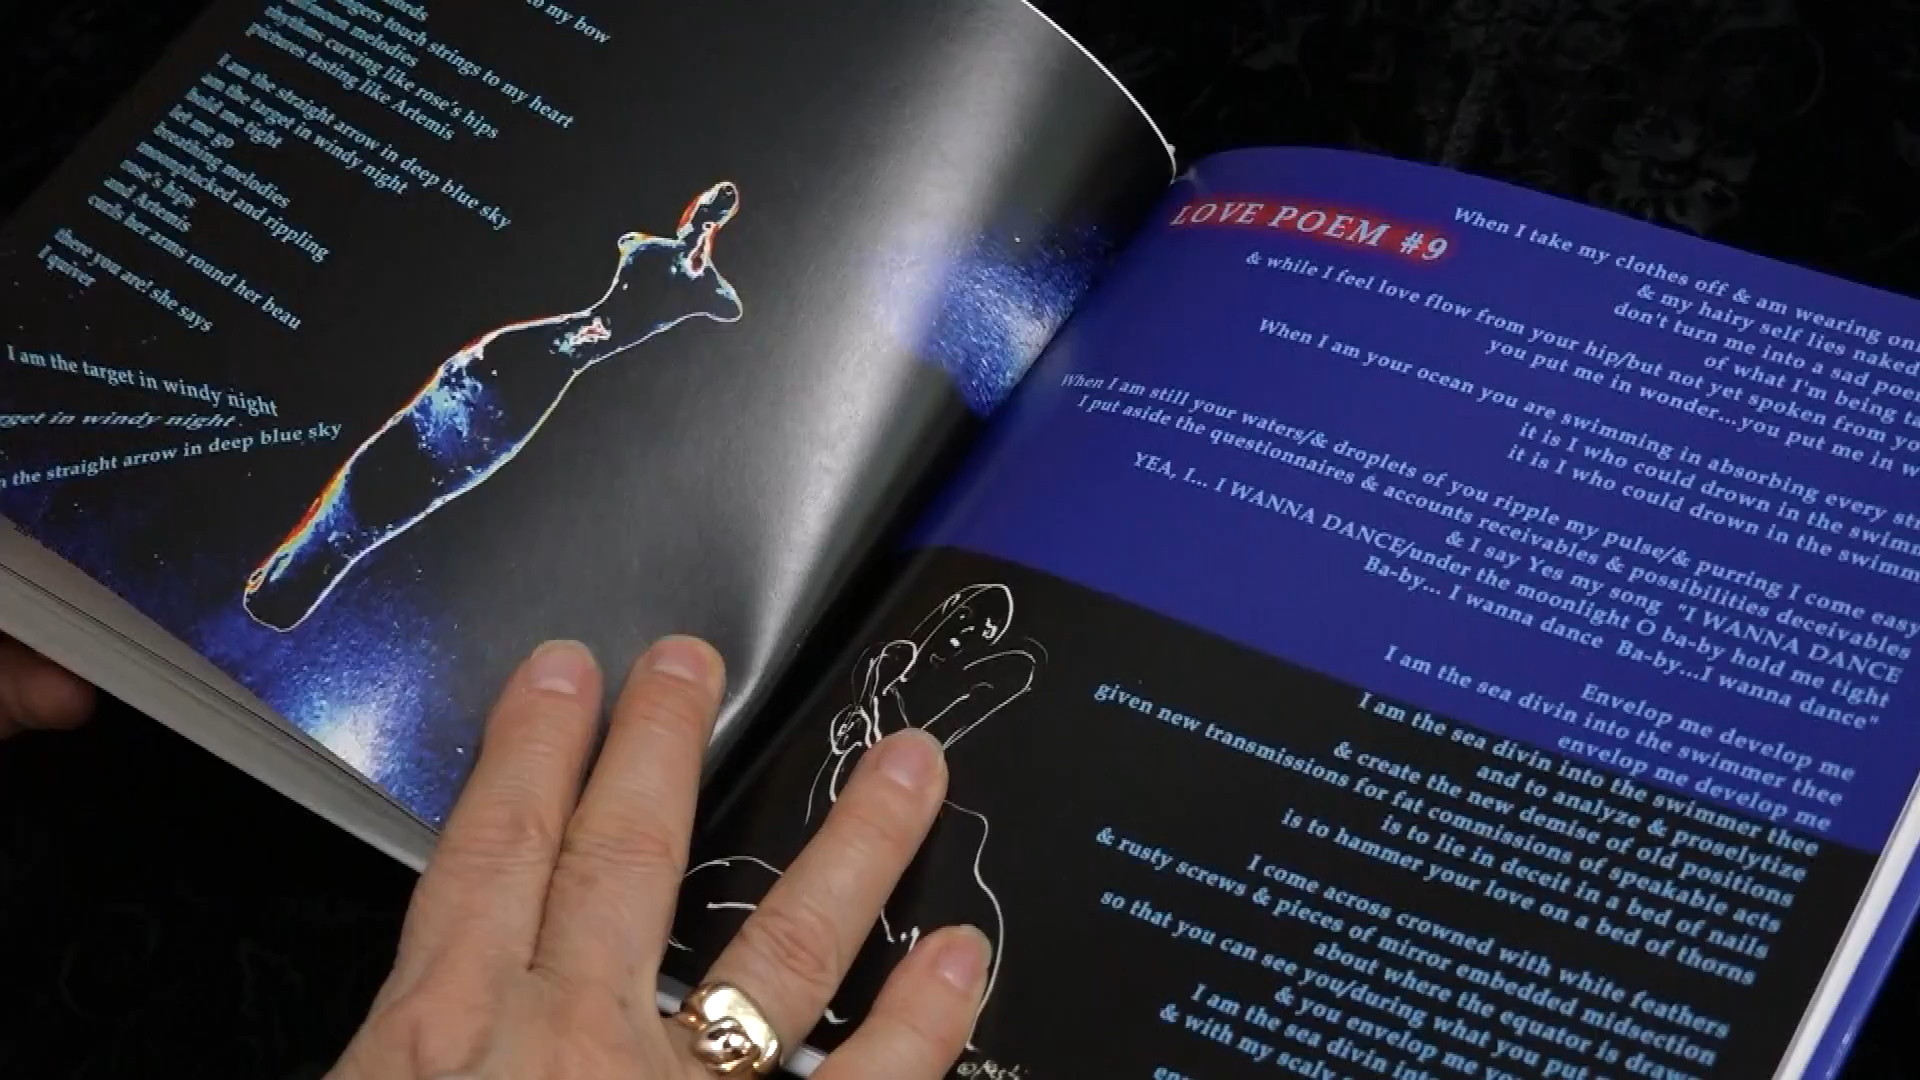 to my bow
words
fingers touch strings to my heart
melodies
rhythms curving like rose's hips
pictures tasting like Artemis
I am the straight arrow in deep blue sky
am the target in windy night
hold me tight
let me go
breathing melodies
moonplucked and rippling
rose's hips
and Artemis
curls her arms round her beau
there you are! she says
I quiver
I am the target in windy night
get in windy night
the straight arrow in deep blue sky
LOVE POEM #9
When I take my clothes off & am wearing
& my hairy self lies naked
don't turn me into a sad poem
of what I'm being
& while I feel love flow from your hip/but not yet spoken from
you put me in wonder...you put me in
When I am your ocean you are swimming in absorbing every
it is I who could drown in the
it is I who could drown in the
When I am still your waters/& droplets of you ripple my pulse/& purring I come easy
I put aside the questionnaires & accounts receivables & possibilities deceivables
& I say Yes my song "I WANNA DANCE
YEA, I... I WANNA DANCE/under the moonlight O ba-by hold me tight
Ba-by... I wanna dance Ba-by...I wanna dance"
Envelop me develop me
I am the sea divin into the swimmer thee
envelop me develop me
I am the sea divin into the swimmer thee
and to analyze & proselytize
& create the new demise of old positions
given new transmissions for fat commissions of speakable acts
is to lie in deceit in a bed of nails
is to hammer your love on a bed of thorns
I come across crowned with white feathers
& rusty screws & pieces of mirror embedded midsection
about where the equator is drawn
so that you can see you/during what you put
& you envelop me
I am the sea divin
& with my scaly